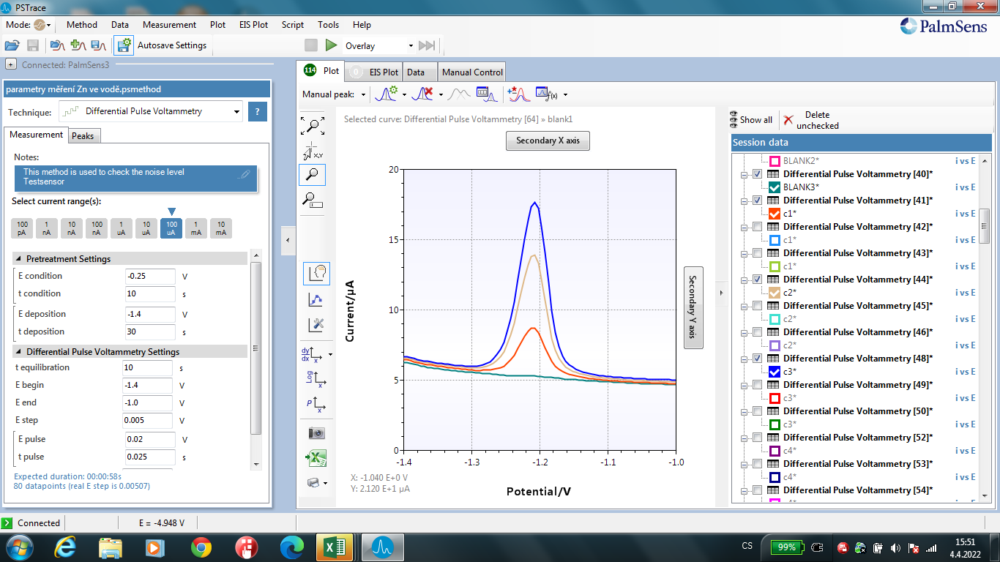 PSTrace
Mode:
Method Data Measurement Plot EIS Plot Script Tools Help
PalmSens
Autosave Settings
Overlay
Connected: PalmSens3
parametry měření Zn ve vodě.psmethod
Technique: Differential Pulse Voltammetry ?
Measurement Peaks
Notes:
This method is used to check the noise level
Testsensor
Select current range(s):
100 pA
1 nA
10 nA
100 nA
1 uA
10 uA
100 uA
1 mA
10 mA
Pretreatment Settings
E condition -0.25 V
t condition 10 s
E deposition -1.4 V
t deposition 30 s
Differential Pulse Voltammetry Settings
t equilibration 10 s
E begin -1.4 V
E end -1.0 V
E step 0.005 V
E pulse 0.02 V
t pulse 0.025 s
Expected duration: 00:00:58s
80 datapoints (real E step is 0.00507)
114 Plot 0 EIS Plot Data Manual Control
Manual peak:
f(x)
Selected curve: Differential Pulse Voltammetry [64] » blank1
Secondary X axis
X,Y
dy/dx x
Log x
P x
Current/µA
20
15
10
5
0
-1.4 -1.3 -1.2 -1.1 -1.0
Potential/V
X: -1.040 E+0 V
Y: 2.120 E+1 µA
Secondary Y axis
Show all
Delete
unchecked
Session data
BLANK2* i vs E
Differential Pulse Voltammetry [40]*
BLANK3* i vs E
Differential Pulse Voltammetry [41]*
c1* i vs E
Differential Pulse Voltammetry [42]*
c1* i vs E
Differential Pulse Voltammetry [43]*
c1* i vs E
Differential Pulse Voltammetry [44]*
c2* i vs E
Differential Pulse Voltammetry [45]*
c2* i vs E
Differential Pulse Voltammetry [46]*
c2* i vs E
Differential Pulse Voltammetry [48]*
c3* i vs E
Differential Pulse Voltammetry [49]*
c3* i vs E
Differential Pulse Voltammetry [50]*
c3* i vs E
Differential Pulse Voltammetry [52]*
c4* i vs E
Differential Pulse Voltammetry [53]*
c4* i vs E
Differential Pulse Voltammetry [54]*
Connected E = -4.948 V
CS
99%
15:51
4.4.2022